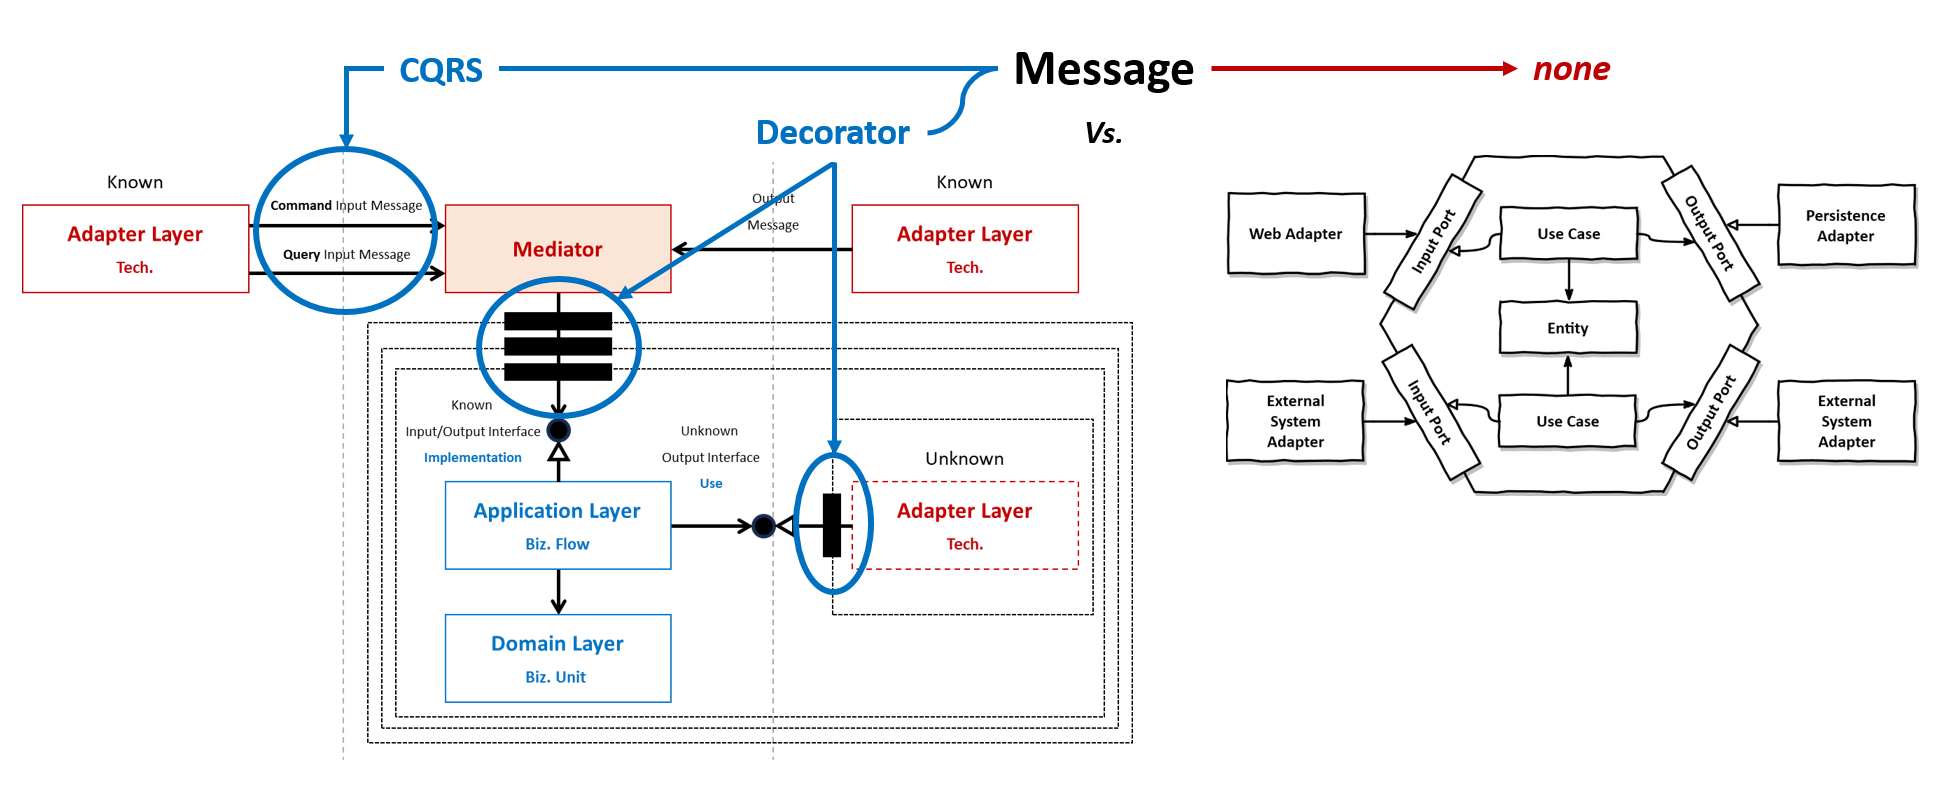 CQRS
Message
none
Decorator
Vs.
Known
Command Input Message
Query Input Message
Adapter Layer
Tech.
Mediator
Output
Message
Known
Adapter Layer
Tech.
Known
Input/Output Interface
Implementation
Unknown
Output Interface
Use
Unknown
Adapter Layer
Tech.
Application Layer
Biz. Flow
Domain Layer
Biz. Unit
Web Adapter
Input Port
Use Case
Output Port
Persistence
Adapter
Entity
External
System
Adapter
Input Port
Use Case
Output Port
External
System
Adapter